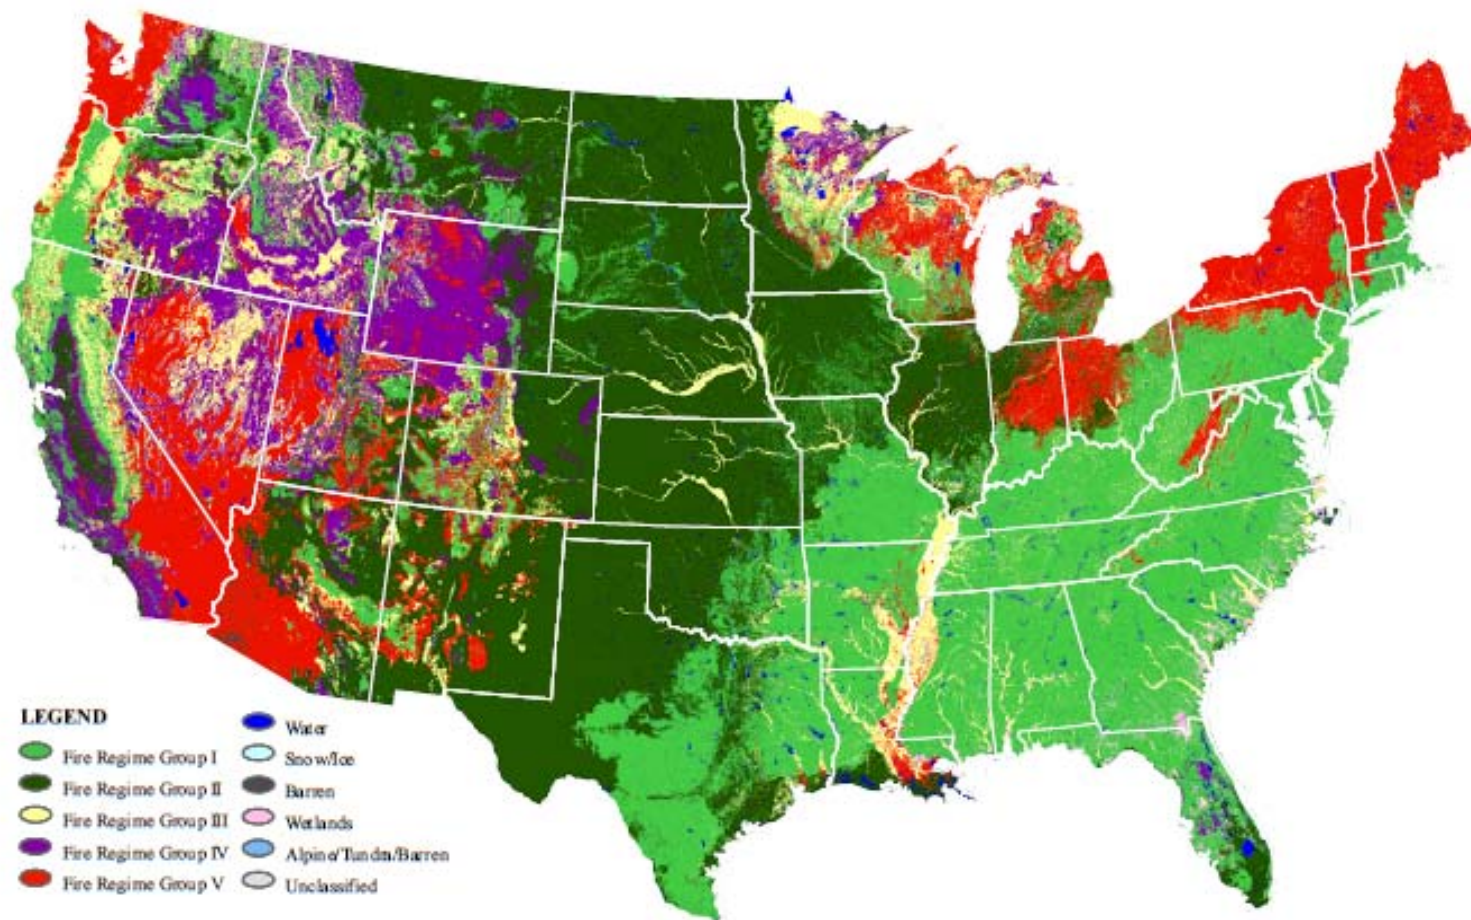 LEGEND
Fire Regime Group I
Fire Regime Group II
Fire Regime Group III
Fire Regime Group IV
Fire Regime Group V
Water
Snow/Ice
Barren
Wetlands
Alpine/Tundra/Barren
Unclassified